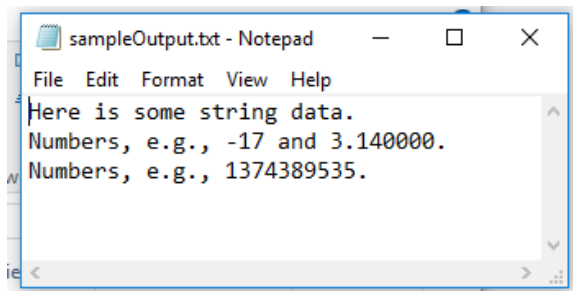 sampleOutput.txt - Notepad
File Edit Format View Help
Here is some string data.
Numbers, e.g., -17 and 3.140000.
Numbers, e.g., 1374389535.
w
ie